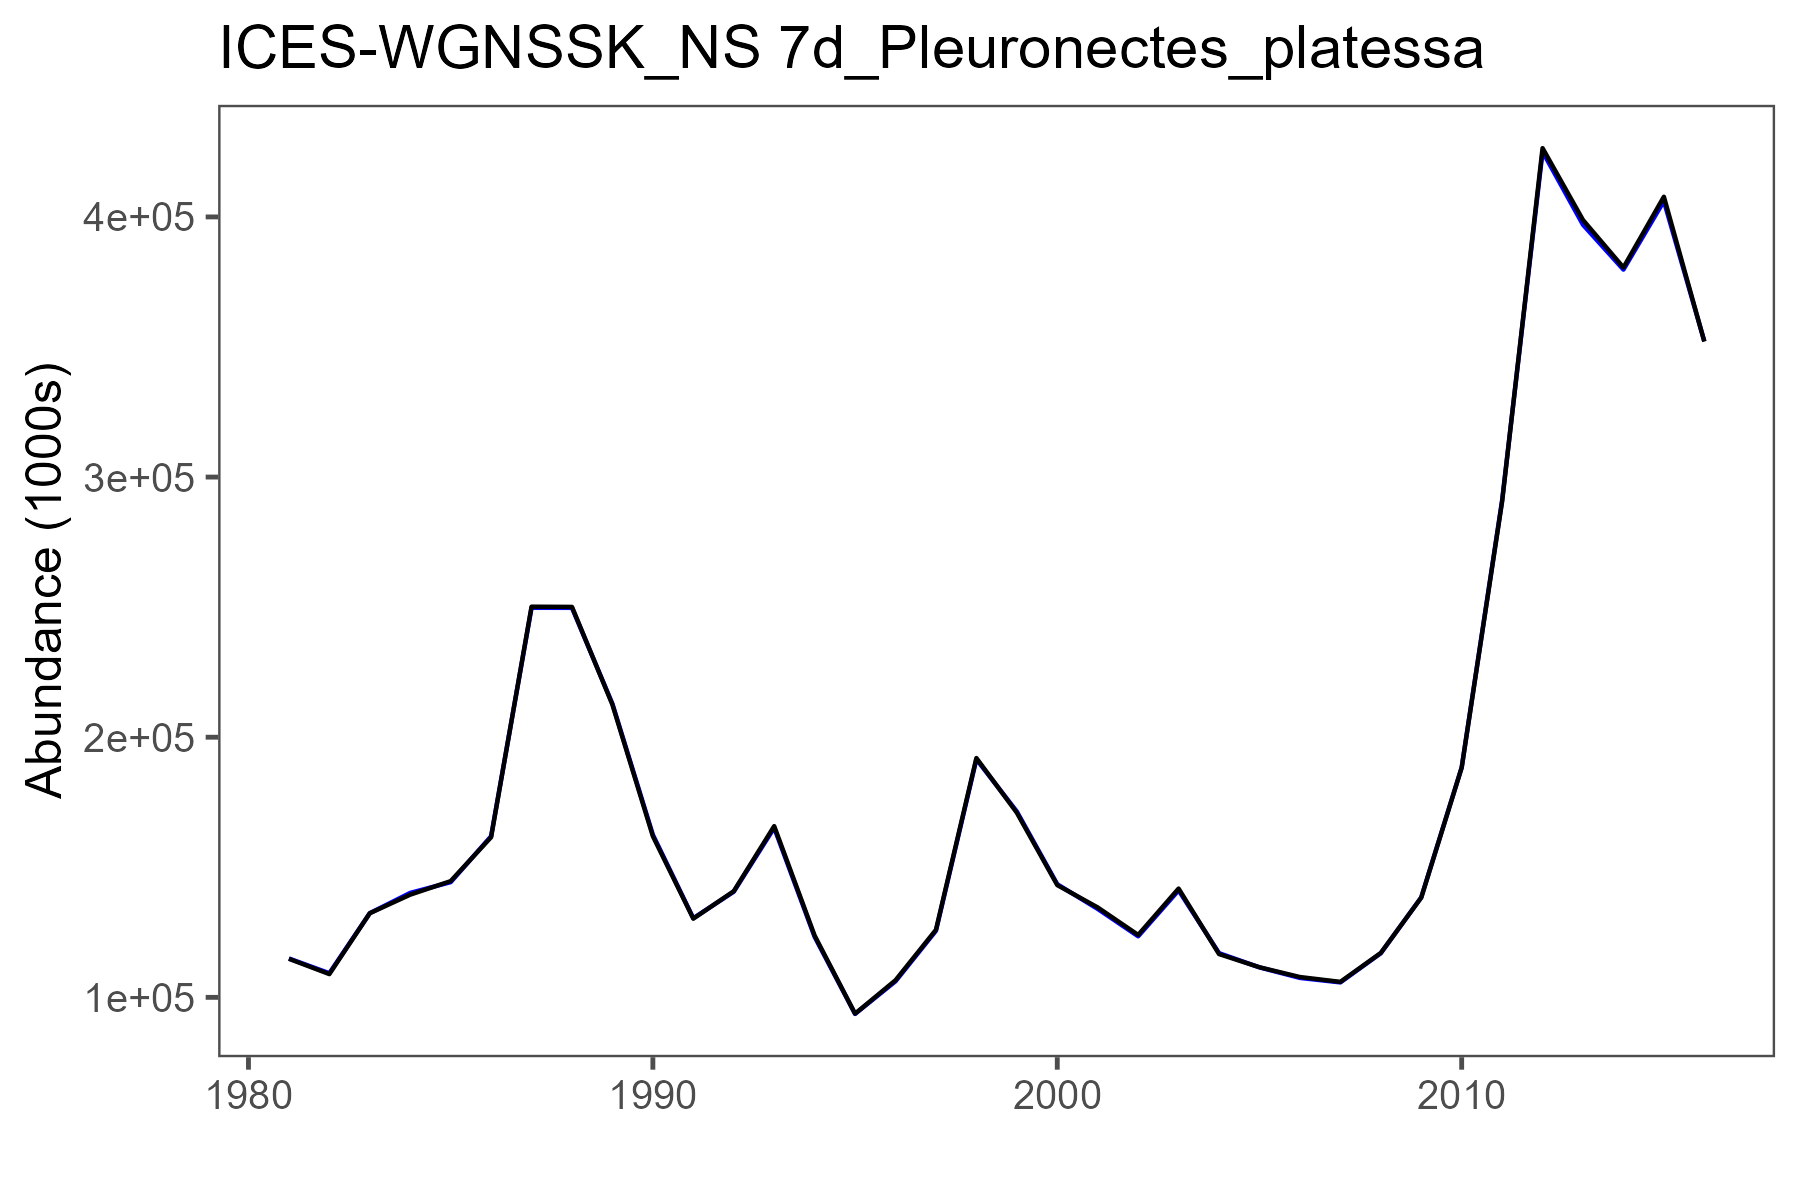 ICES-WGNSSK_NS 7d_Pleuronectes_platessa
Abundance (1000s)
4e+05
3e+05
2e+05
1e+05
1980 1990 2000 2010